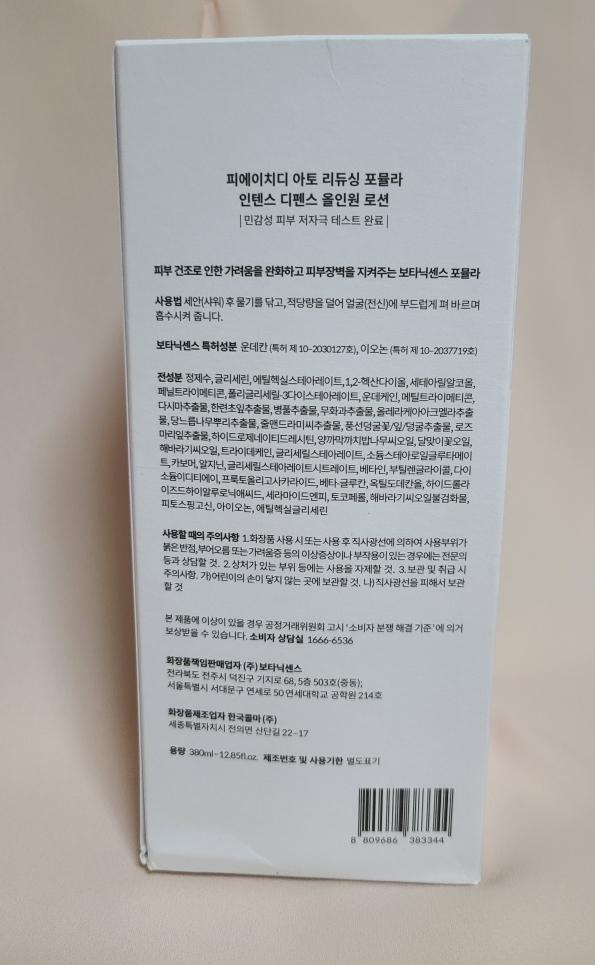 피에이치디 아토 리듀싱 포뮬라
인텐스 디펜스 올인원 로션
| 민감성 피부 저자극 테스트 완료 |
피부 건조로 인한 가려움을 완화하고 피부장벽을 지켜주는 보타닉센스 포뮬라
사용법 세안(샤워) 후 물기를 닦고, 적당량을 덜어 얼굴(전신)에 부드럽게 펴 바르며
흡수시켜 줍니다.
보타닉센스 특허성분 운데칸 (특허 제 10-2030127호), 이오논 (특허 제 10-2037719호)
전성분 정제수, 글리세린, 에틸헥실스테아레이트, 1,2-헥산다이올, 세테아릴알코올,
페닐트라이메티콘, 폴리글리세릴-3다이스테아레이트, 운데케인, 메틸트라이메티콘,
다시마추출물, 한련초잎추출물, 병풀추출물, 무화과추출물, 올레라케아아크멜라추출
물, 당느릅나무뿌리추출물, 줄맨드라미씨추출물, 풍선덩굴꽃/잎/덩굴추출물, 로즈
마리잎추출물, 하이드로제네이티드레시틴, 양까막까치밥나무씨오일, 달맞이꽃오일,
해바라기씨오일, 트라이데케인, 글리세릴스테아레이트, 소듐스테아로일글루타메이
트, 카보머, 알지닌, 글리세릴스테아레이트시트레이트, 베타인, 부틸렌글라이콜, 다이
소듐이디티에이, 프룩토올리고사카라이드, 베타-글루칸, 옥틸도데칸올, 하이드롤라
이즈드하이알루로닉애씨드, 세라마이드엔피, 토코페롤, 해바라기씨오일불검화물,
피토스핑고신, 아이오논, 에틸헥실글리세린
사용할 때의 주의사항 1.화장품 사용 시 또는 사용 후 직사광선에 의하여 사용부위가
붉은 반점, 부어오름 또는 가려움증 등의 이상증상이나 부작용이 있는 경우에는 전문의
등과 상담할 것. 2.상처가 있는 부위 등에는 사용을 자제할 것. 3.보관 및 취급 시
주의사항. 가)어린이의 손이 닿지 않는 곳에 보관할 것. 나)직사광선을 피해서 보관
할 것
본 제품에 이상이 있을 경우 공정거래위원회 고시 '소비자 분쟁 해결 기준'에 의거
보상받을 수 있습니다. 소비자 상담실 1666-6536
화장품책임판매업자 (주) 보타닉센스
전라북도 전주시 덕진구 기지로 68, 5층 503호(중동);
서울특별시 서대문구 연세로 50 연세대학교 공학원 214호
화장품제조업자 한국콜마 (주)
세종특별자치시 전의면 산단길 22-17
용량 380ml-12.85fl.oz. 제조번호 및 사용기한 별도표기
8 809686 383344